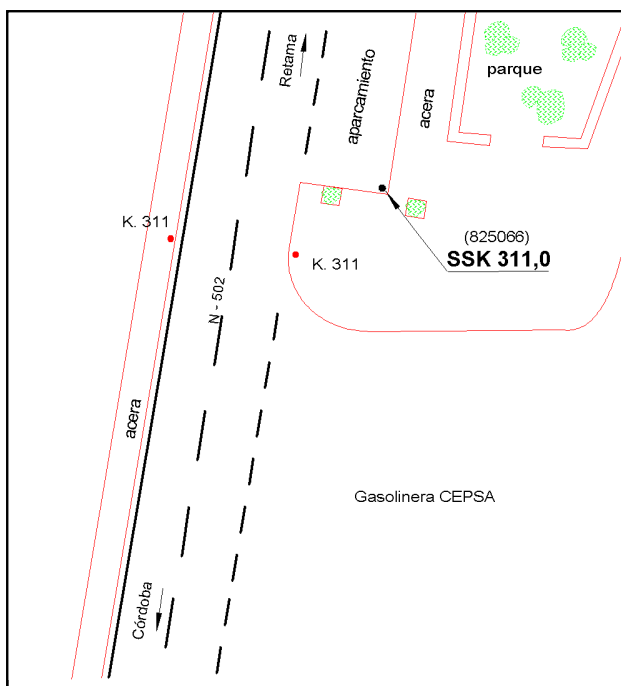 Retama
aparcamiento
acera
parque
K. 311
(825066)
SSK 311,0
K. 311
N - 502
acera
Gasolinera CEPSA
Córdoba